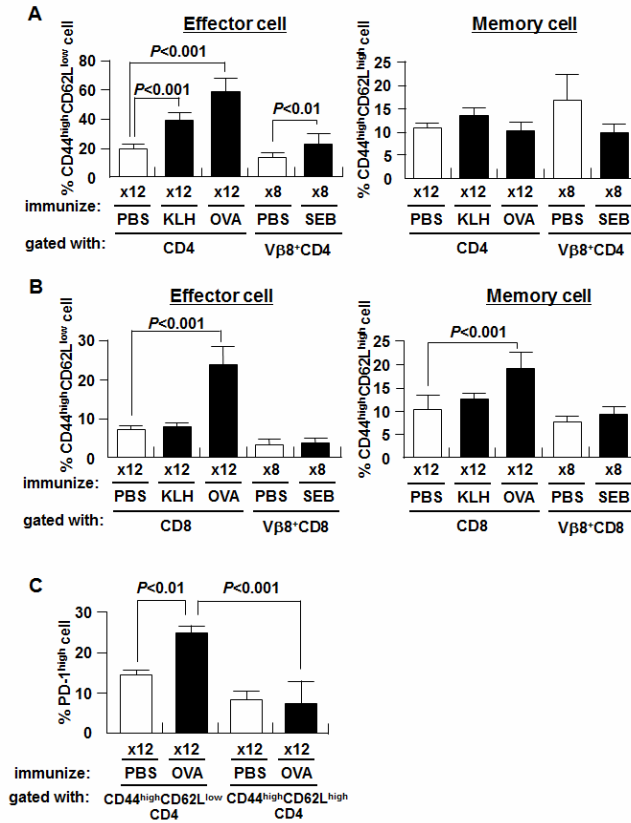 A
Effector cell
Memory cell
% CD44highCD62Llow cell
80
60
40
20
0
P<0.001
P<0.001
P<0.01
% CD44highCD62Lhigh cell
25
20
15
10
5
0
x12 x12 x12 x8 x8
x12 x12 x12 x8 x8
immunize:
PBS KLH OVA PBS SEB
PBS KLH OVA PBS SEB
gated with:
CD4 Vβ8+CD4
CD4 Vβ8+CD4
B
Effector cell
Memory cell
% CD44highCD62Llow cell
30
20
10
0
P<0.001
% CD44highCD62Lhigh cell
25
20
15
10
5
0
P<0.001
x12 x12 x12 x8 x8
x12 x12 x12 x8 x8
immunize:
PBS KLH OVA PBS SEB
PBS KLH OVA PBS SEB
gated with:
CD8 Vβ8+CD8
CD8 Vβ8+CD8
C
P<0.01
P<0.001
% PD-1high cell
30
20
10
0
x12 x12 x12 x12
immunize:
PBS OVA PBS OVA
gated with:
CD44highCD62Llow CD44highCD62Lhigh
CD4 CD4